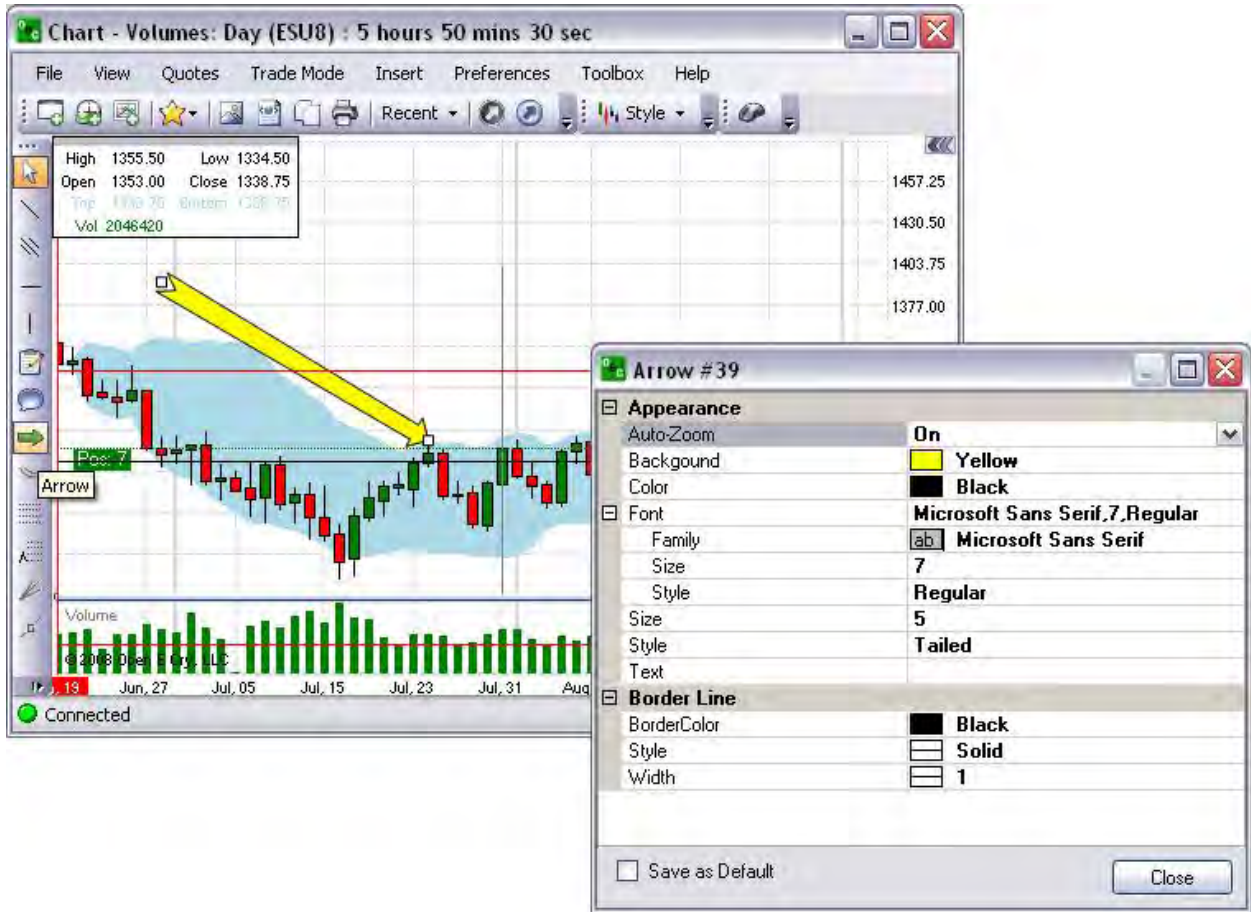 Chart - Volumes: Day (ESU8) : 5 hours 50 mins 30 sec
File View Quotes Trade Mode Insert Preferences Toolbox Help
Recent Style
High 1355.50 Low 1334.50
Open 1353.00 Close 1338.75
Top Bottom
Vol 2046420
1457.25
1430.50
1403.75
1377.00
Pos: 7
Arrow
Volume
© 2008 Open E Cry, LLC
19 Jun, 27 Jul, 05 Jul, 15 Jul, 23 Jul, 31 Aug
Connected
Arrow #39
Appearance
Auto-Zoom On
Backgound Yellow
Color Black
Font Microsoft Sans Serif,7,Regular
Family ab Microsoft Sans Serif
Size 7
Style Regular
Size 5
Style Tailed
Text
Border Line
BorderColor Black
Style Solid
Width 1
Save as Default
Close